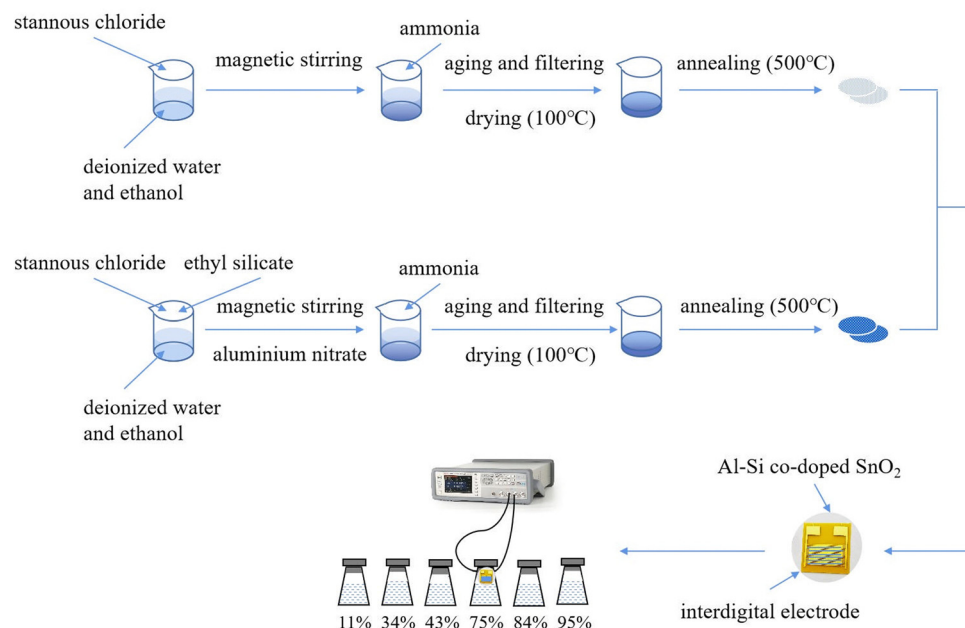 stannous chloride
ammonia
magnetic stirring
aging and filtering
annealing (500℃)
drying (100℃)
deionized water
and ethanol
stannous chloride
ethyl silicate
ammonia
magnetic stirring
aging and filtering
annealing (500℃)
aluminium nitrate
drying (100℃)
deionized water
and ethanol
Al-Si co-doped SnO₂
interdigital electrode
11% 34% 43% 75% 84% 95%